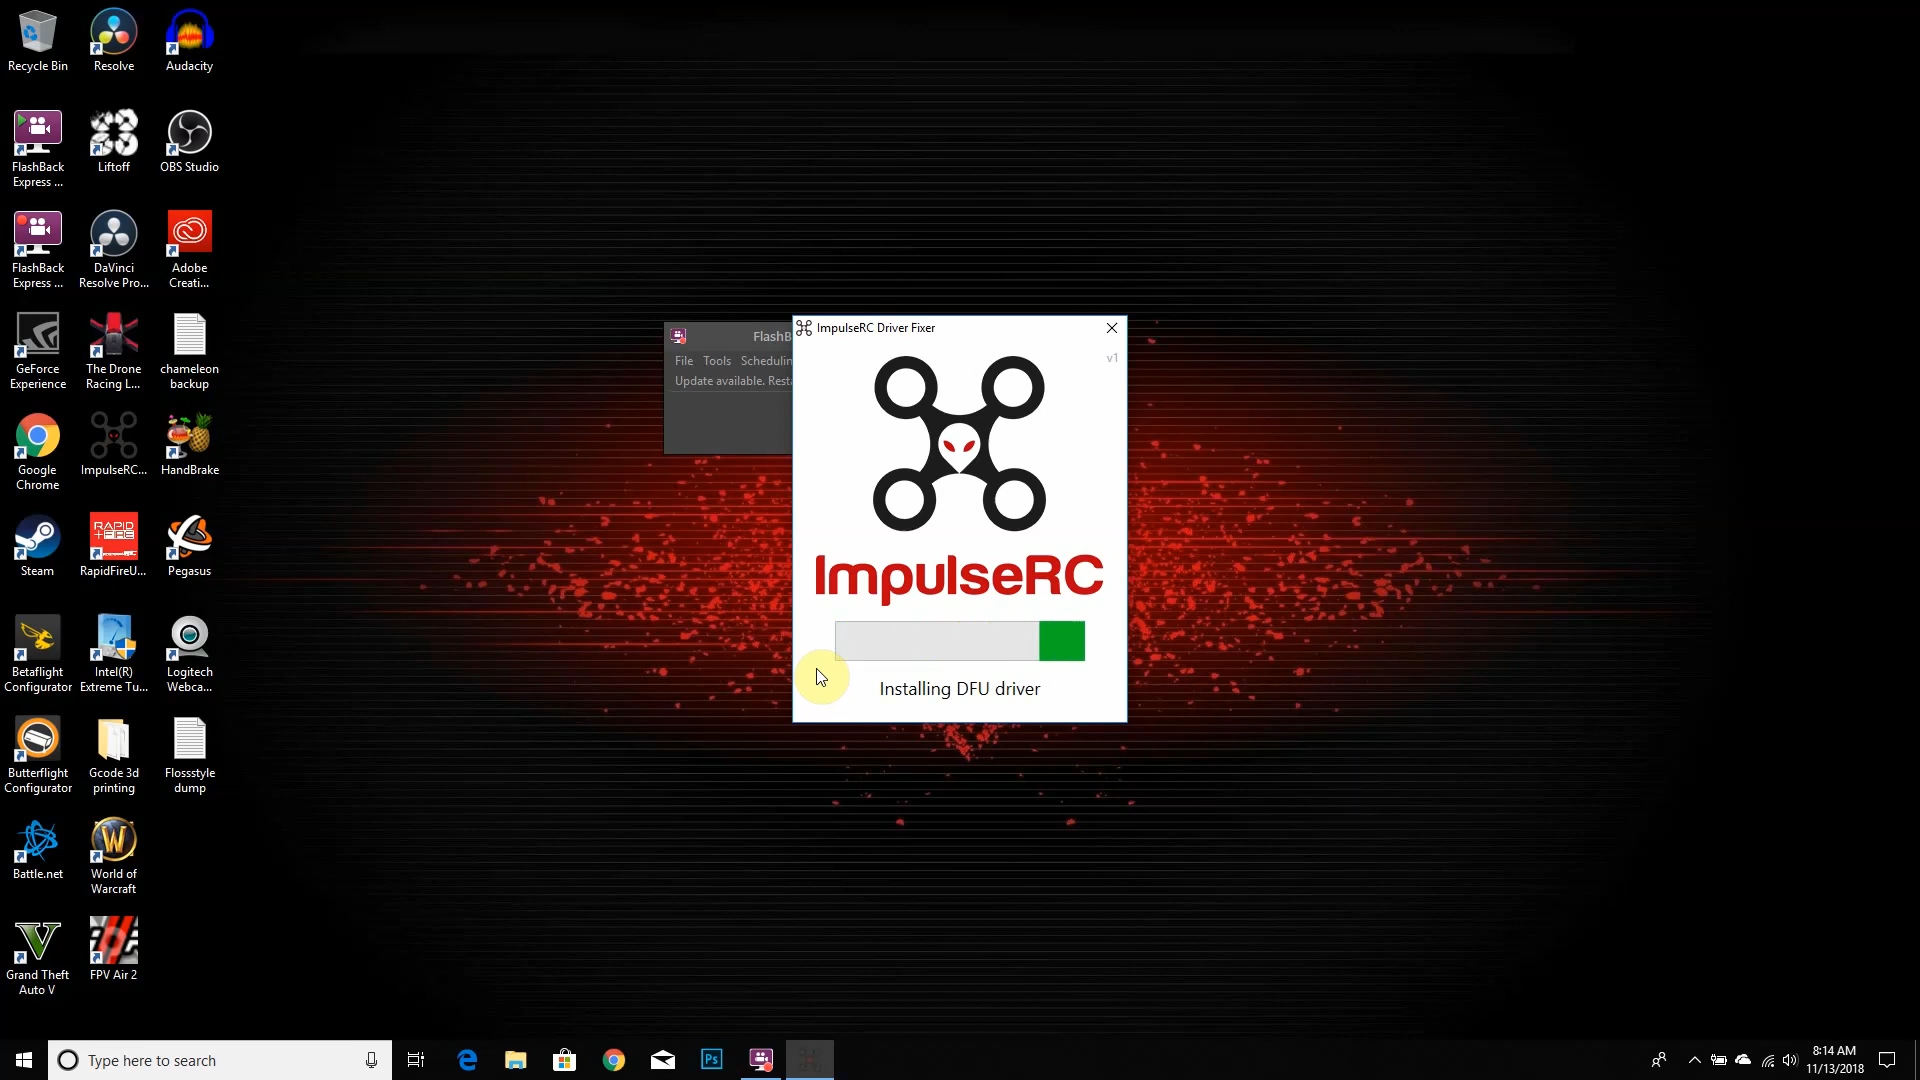 Recycle Bin
Resolve
Audacity
FlashBack
Express ...
Liftoff
OBS Studio
FlashBack
Express ...
DaVinci
Resolve Pro...
Adobe
Creati...
GeForce
Experience
The Drone
Racing L...
chameleon
backup
Google
Chrome
ImpulseRC...
HandBrake
Steam
RAPID
FIRE
RapidFireU...
Pegasus
Betaflight
Configurator
Intel(R)
Extreme Tu...
Logitech
Webca...
Butterflight
Configurator
Gcode 3d
printing
Flossstyle
dump
Battle.net
World of
Warcraft
Grand Theft
Auto V
FPV Air 2
FlashB
File Tools Schedulin
Update available. Resta
ImpulseRC Driver Fixer
v1
ImpulseRC
Installing DFU driver
Type here to search
Ps
8:14 AM
11/13/2018